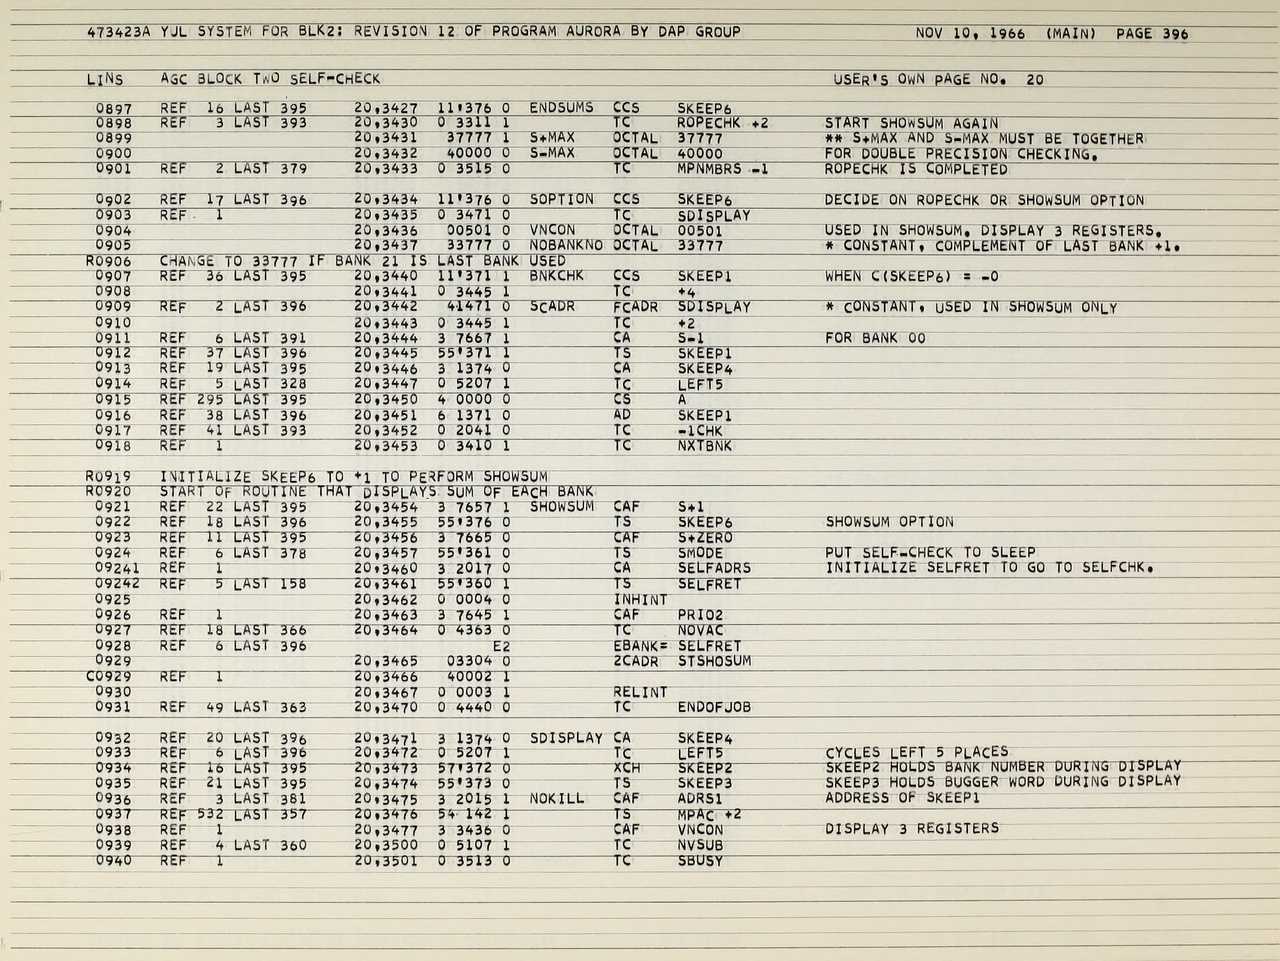 473423A YUL SYSTEM FOR BLK2: REVISION 12 OF PROGRAM AURORA BY DAP GROUP NOV 10, 1966 (MAIN) PAGE 396
LINS AGC BLOCK TWO SELF-CHECK USER'S OWN PAGE NO. 20
0897 REF 16 LAST 395 20,3427 11'376 0 ENDSUMS CCS SKEEP6
0898 REF 3 LAST 393 20,3430 0 3311 1 TC ROPECHK +2 START SHOWSUM AGAIN
0899 20,3431 37777 1 S+MAX OCTAL 37777 ** S+MAX AND S-MAX MUST BE TOGETHER
0900 20,3432 40000 0 S-MAX OCTAL 40000 FOR DOUBLE PRECISION CHECKING.
0901 REF 2 LAST 379 20,3433 0 3515 0 TC MPNMBRS -1 ROPECHK IS COMPLETED
0902 REF 17 LAST 396 20,3434 11'376 0 SOPTION CCS SKEEP6 DECIDE ON ROPECHK OR SHOWSUM OPTION
0903 REF 1 20,3435 0 3471 0 TC SDISPLAY
0904 20,3436 00501 0 VNCON OCTAL 00501 USED IN SHOWSUM. DISPLAY 3 REGISTERS.
0905 20,3437 33777 0 NOBANKNO OCTAL 33777 * CONSTANT, COMPLEMENT OF LAST BANK +1.
R0906 CHANGE TO 33777 IF BANK 21 IS LAST BANK USED
0907 REF 36 LAST 395 20,3440 11'371 1 BNKCHK CCS SKEEP1 WHEN C(SKEEP6) = -0
0908 20,3441 0 3445 1 TC +4
0909 REF 2 LAST 396 20,3442 41471 0 SCADR FCADR SDISPLAY * CONSTANT, USED IN SHOWSUM ONLY
0910 20,3443 0 3445 1 TC +2
0911 REF 6 LAST 391 20,3444 3 7667 1 CA S-1 FOR BANK 00
0912 REF 37 LAST 396 20,3445 55'371 1 TS SKEEP1
0913 REF 19 LAST 395 20,3446 3 1374 0 CA SKEEP4
0914 REF 5 LAST 328 20,3447 0 5207 1 TC LEFT5
0915 REF 295 LAST 395 20,3450 4 0000 0 CS A
0916 REF 38 LAST 396 20,3451 6 1371 0 AD SKEEP1
0917 REF 41 LAST 393 20,3452 0 2041 0 TC -1CHK
0918 REF 1 20,3453 0 3410 1 TC NXTBNK
R0919 INITIALIZE SKEEP6 TO +1 TO PERFORM SHOWSUM
R0920 START OF ROUTINE THAT DISPLAYS SUM OF EACH BANK
0921 REF 22 LAST 395 20,3454 3 7657 1 SHOWSUM CAF S+1
0922 REF 18 LAST 396 20,3455 55'376 0 TS SKEEP6 SHOWSUM OPTION
0923 REF 11 LAST 395 20,3456 3 7665 0 CAF S+ZERO
0924 REF 6 LAST 378 20,3457 55'361 0 TS SMODE PUT SELF-CHECK TO SLEEP
09241 REF 1 20,3460 3 2017 0 CA SELFADRS INITIALIZE SELFRET TO GO TO SELFCHK.
09242 REF 5 LAST 158 20,3461 55'360 1 TS SELFRET
0925 20,3462 0 0004 0 INHINT
0926 REF 1 20,3463 3 7645 1 CAF PRIO2
0927 REF 18 LAST 366 20,3464 0 4363 0 TC NOVAC
0928 REF 6 LAST 396 E2 EBANK= SELFRET
0929 20,3465 03304 0 2CADR STSHOSUM
C0929 REF 1 20,3466 40002 1
0930 20,3467 0 0003 1 RELINT
0931 REF 49 LAST 363 20,3470 0 4440 0 TC ENDOFJOB
0932 REF 20 LAST 396 20,3471 3 1374 0 SDISPLAY CA SKEEP4
0933 REF 6 LAST 396 20,3472 0 5207 1 TC LEFT5 CYCLES LEFT 5 PLACES
0934 REF 16 LAST 395 20,3473 57'372 0 XCH SKEEP2 SKEEP2 HOLDS BANK NUMBER DURING DISPLAY
0935 REF 21 LAST 395 20,3474 55'373 0 TS SKEEP3 SKEEP3 HOLDS BUGGER WORD DURING DISPLAY
0936 REF 3 LAST 381 20,3475 3 2015 1 NOKILL CAF ADRS1 ADDRESS OF SKEEP1
0937 REF 532 LAST 357 20,3476 54 142 1 TS MPAC +2
0938 REF 1 20,3477 3 3436 0 CAF VNCON DISPLAY 3 REGISTERS
0939 REF 4 LAST 360 20,3500 0 5107 1 TC NVSUB
0940 REF 1 20,3501 0 3513 0 TC SBUSY